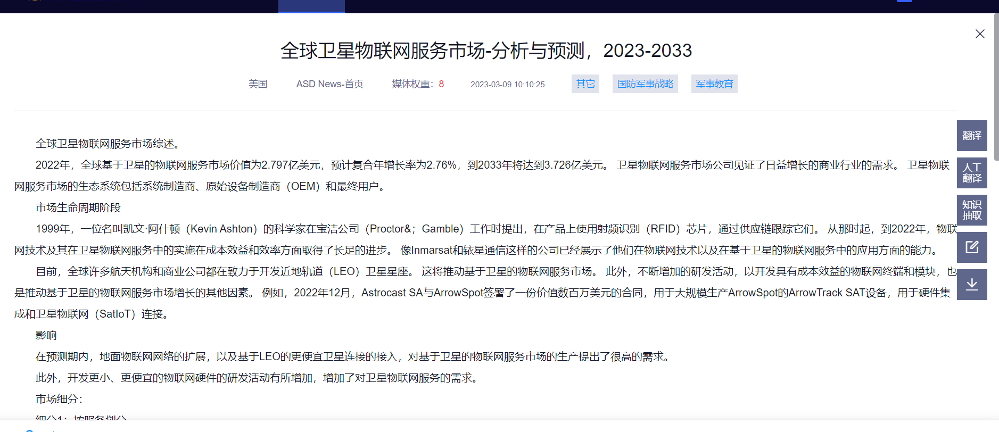 全球卫星物联网服务市场-分析与预测，2023-2033
美国 ASD News-首页 媒体权重：8 2023-03-09 10:10:25 其它 国防军事战略 军事教育
全球卫星物联网服务市场综述。
2022年，全球基于卫星的物联网服务市场价值为2.797亿美元，预计复合年增长率为2.76%，到2033年将达到3.726亿美元。 卫星物联网服务市场公司见证了日益增长的商业行业的需求。 卫星物联
网服务市场的生态系统包括系统制造商、原始设备制造商（OEM）和最终用户。
市场生命周期阶段
1999年，一位名叫凯文·阿什顿（Kevin Ashton）的科学家在宝洁公司（Proctor&；Gamble）工作时提出，在产品上使用射频识别（RFID）芯片，通过供应链跟踪它们。 从那时起，到2022年，物联
网技术及其在卫星物联网服务中的实施在成本效益和效率方面取得了长足的进步。 像Inmarsat和铱星通信这样的公司已经展示了他们在物联网技术以及在基于卫星的物联网服务中的应用方面的能力。
目前，全球许多航天机构和商业公司都在致力于开发近地轨道（LEO）卫星星座。 这将推动基于卫星的物联网服务市场。 此外，不断增加的研发活动，以开发具有成本效益的物联网终端和模块，也
是推动基于卫星的物联网服务市场增长的其他因素。 例如，2022年12月，Astrocast SA与ArrowSpot签署了一份价值数百万美元的合同，用于大规模生产ArrowSpot的ArrowTrack SAT设备，用于硬件集
成和卫星物联网（SatIoT）连接。
影响
在预测期内，地面物联网网络的扩展，以及基于LEO的更便宜卫星连接的接入，对基于卫星的物联网服务市场的生产提出了很高的需求。
此外，开发更小、更便宜的物联网硬件的研发活动有所增加，增加了对卫星物联网服务的需求。
市场细分：
细分1：按服务划分
翻译
人工
翻译
知识
抽取